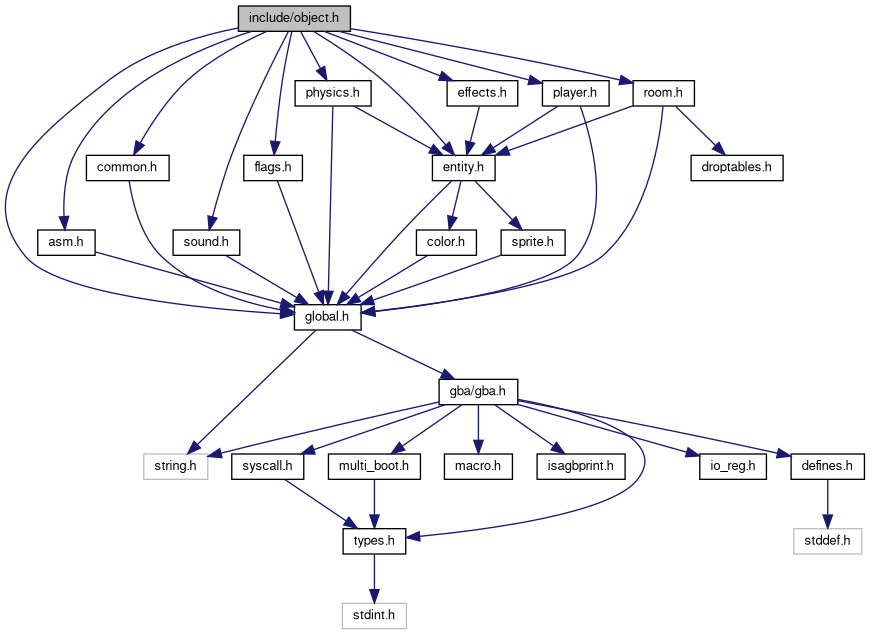 include/object.h
physics.h
effects.h
player.h
room.h
common.h
flags.h
entity.h
droptables.h
asm.h
sound.h
color.h
sprite.h
global.h
gba/gba.h
string.h
syscall.h
multi_boot.h
macro.h
isagbprint.h
io_reg.h
defines.h
types.h
stddef.h
stdint.h